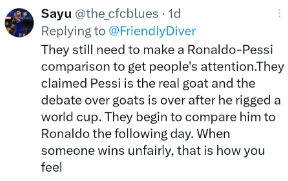 Sayu @the_cfcblues · 1d
Replying to @FriendlyDiver
They still need to make a Ronaldo-Pessi
comparison to get people's attention.They
claimed Pessi is the real goat and the
debate over goats is over after he rigged a
world cup. They begin to compare him to
Ronaldo the following day. When
someone wins unfairly, that is how you
feel